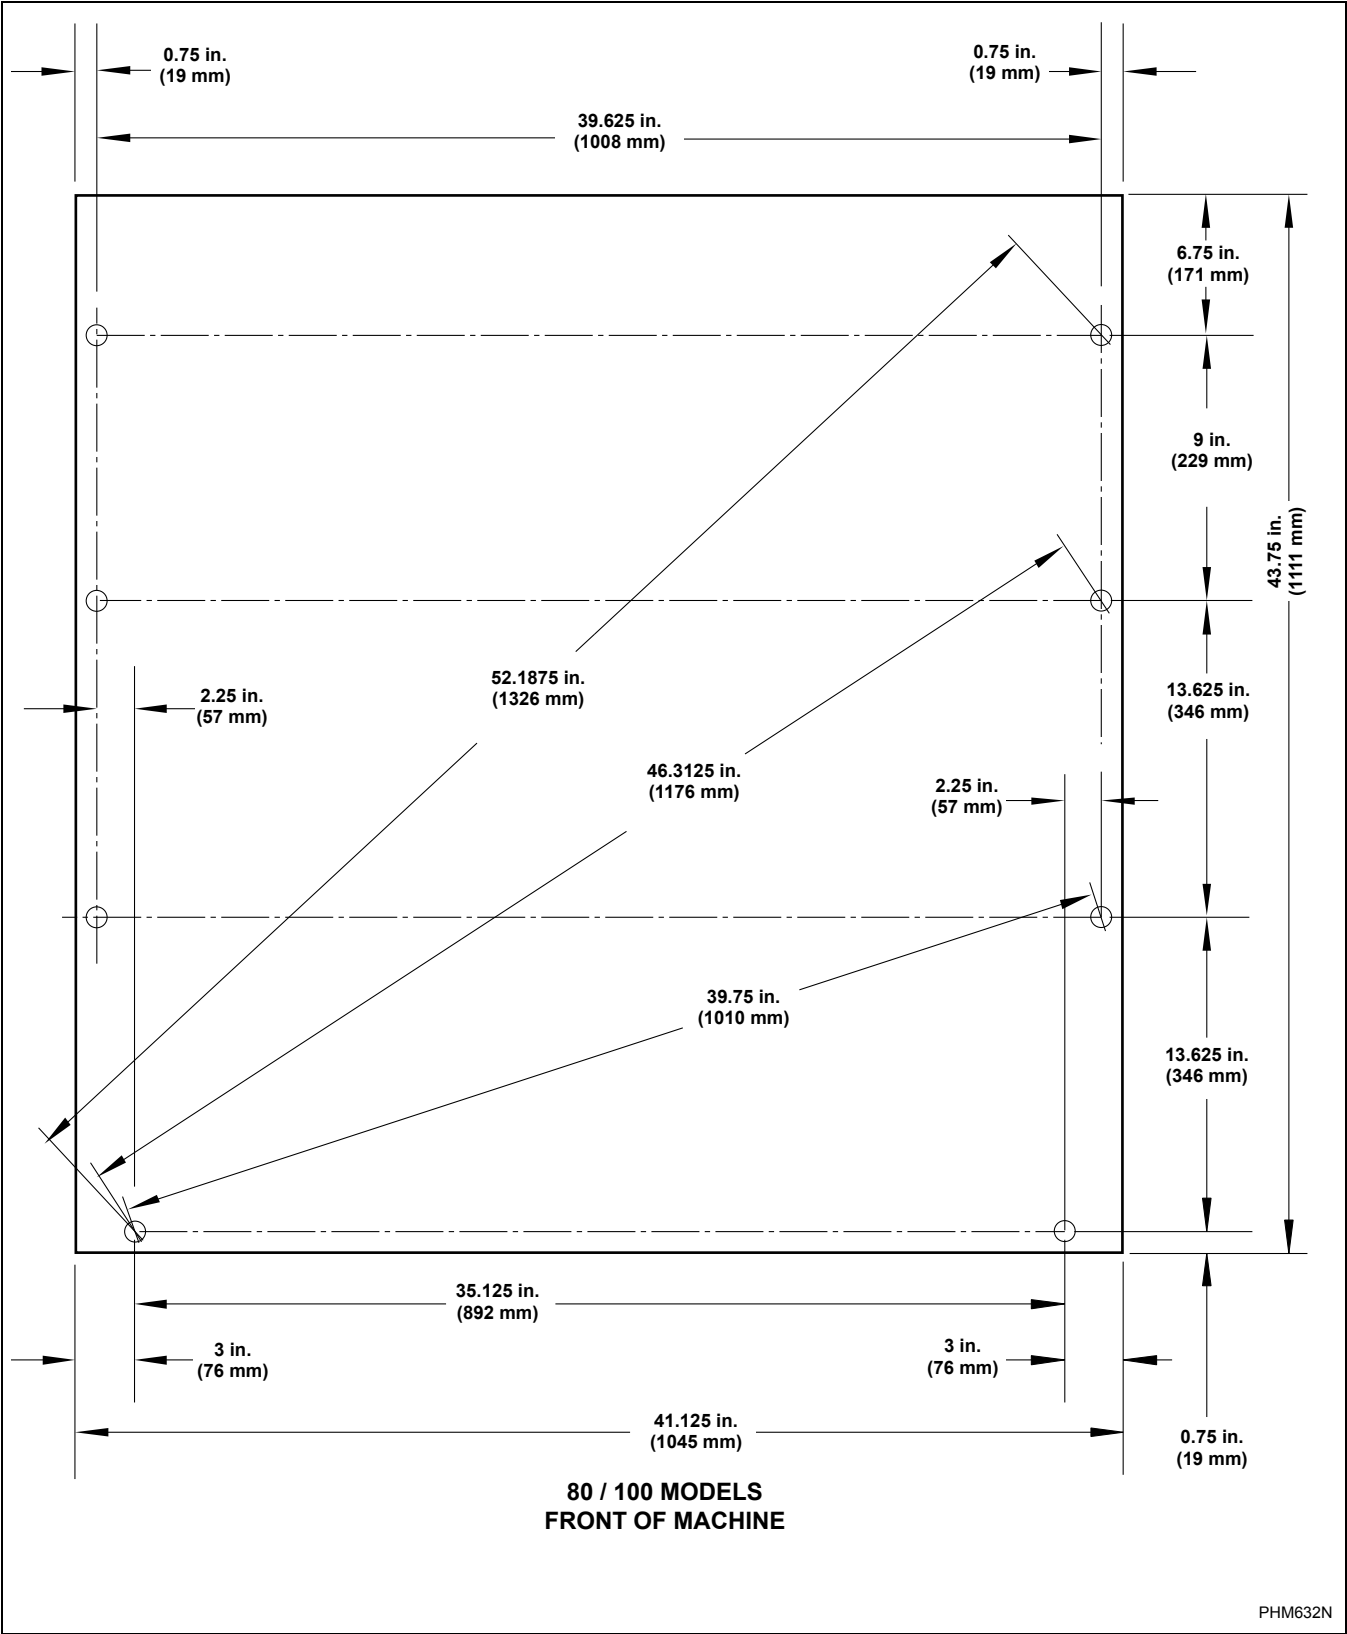 0.75 in.
(19 mm)
0.75 in.
(19 mm)
39.625 in.
(1008 mm)
6.75 in.
(171 mm)
9 in.
(229 mm)
43.75 in.
(1111 mm)
52.1875 in.
(1326 mm)
2.25 in.
(57 mm)
13.625 in.
(346 mm)
46.3125 in.
(1176 mm)
2.25 in.
(57 mm)
39.75 in.
(1010 mm)
13.625 in.
(346 mm)
35.125 in.
(892 mm)
3 in.
(76 mm)
3 in.
(76 mm)
41.125 in.
(1045 mm)
0.75 in.
(19 mm)
80 / 100 MODELS
FRONT OF MACHINE
PHM632N